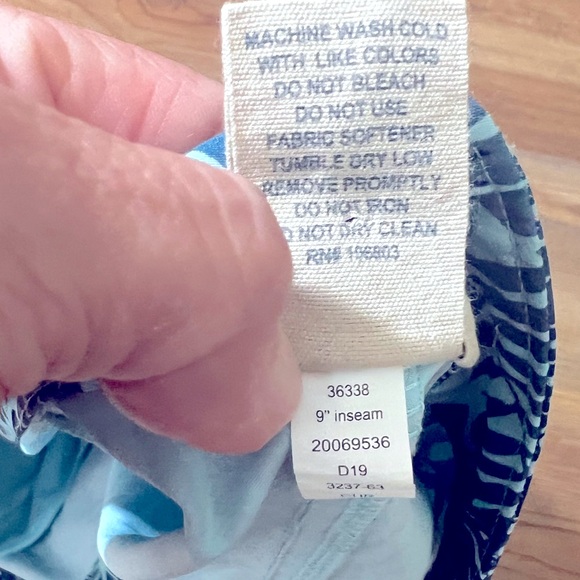 MACHINE WASH COLD
WITH LIKE COLORS
DO NOT BLEACH
DO NOT USE
FABRIC SOFTENER
TUMBLE DRY LOW
REMOVE PROMPTLY
DO NOT IRON
DO NOT DRY CLEAN
RN# 106803
36338
9" inseam
20069536
D19
3237-63